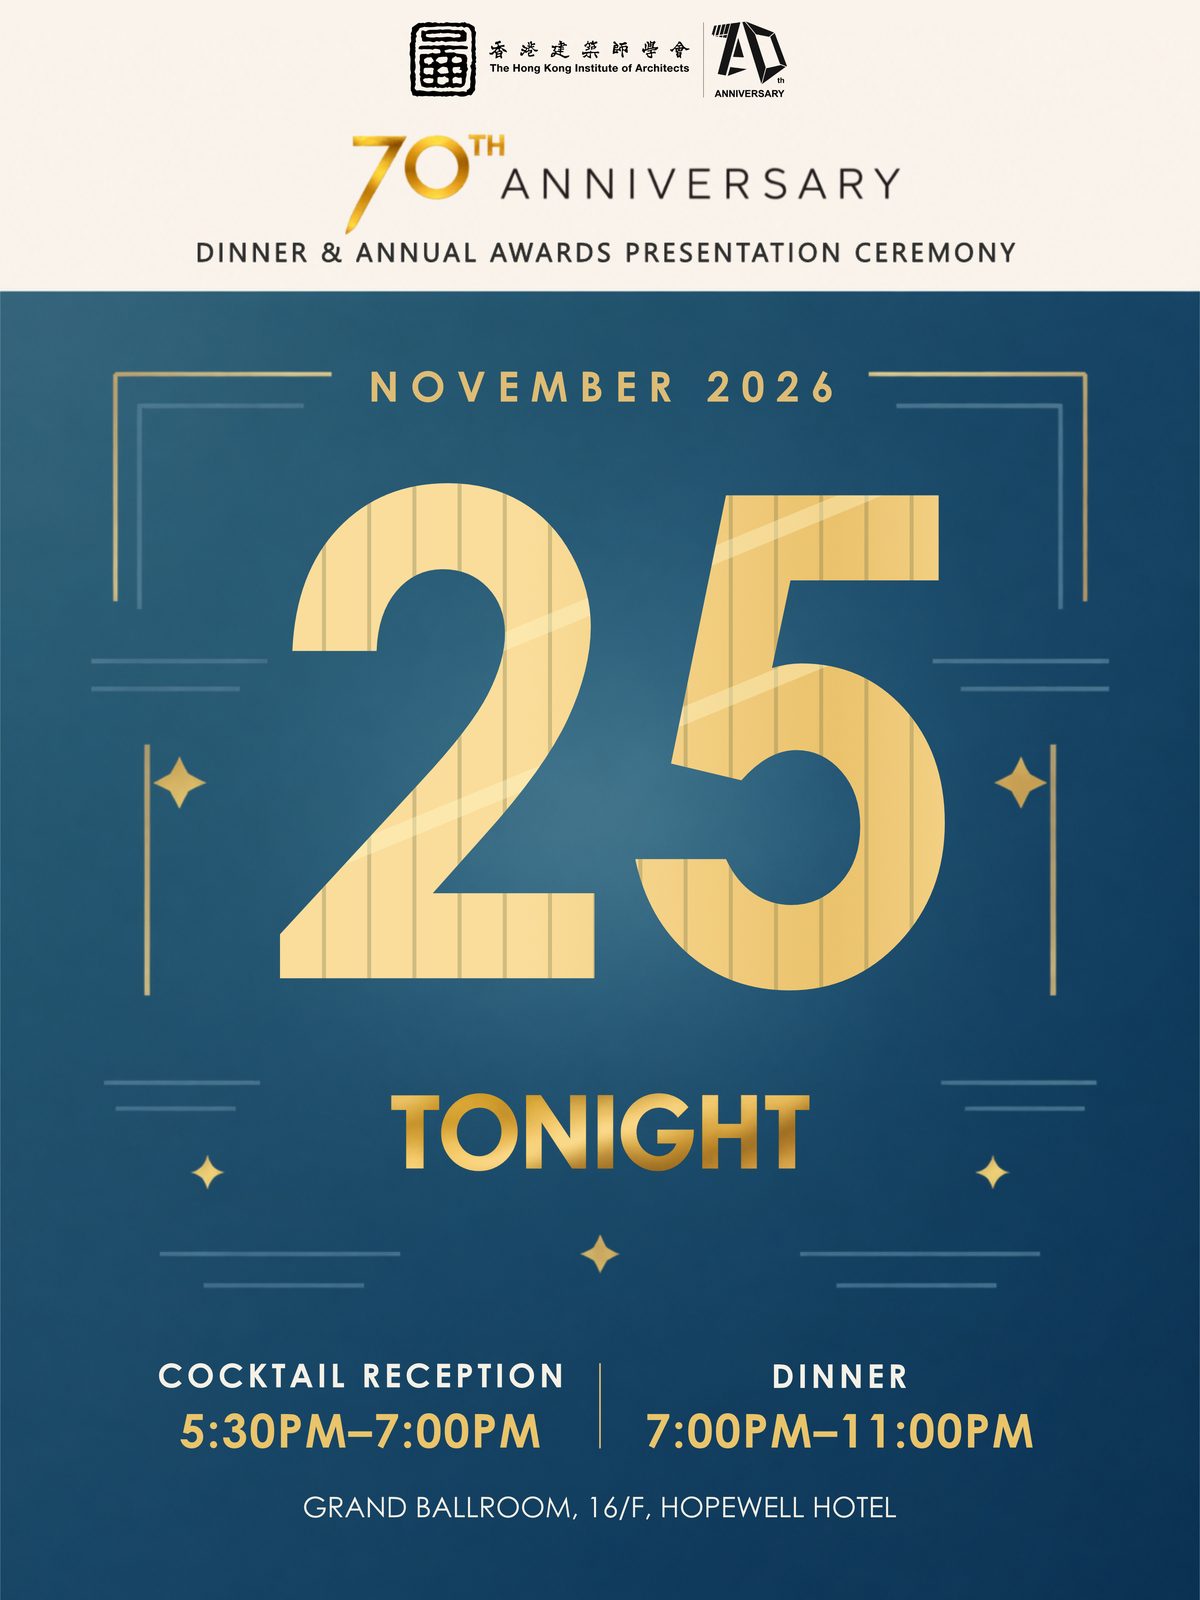 香港建築師學會
The Hong Kong Institute of Architects
70th
ANNIVERSARY
70TH ANNIVERSARY
DINNER & ANNUAL AWARDS PRESENTATION CEREMONY
NOVEMBER 2026
25
TONIGHT
COCKTAIL RECEPTION
5:30PM–7:00PM
DINNER
7:00PM–11:00PM
GRAND BALLROOM, 16/F, HOPEWELL HOTEL